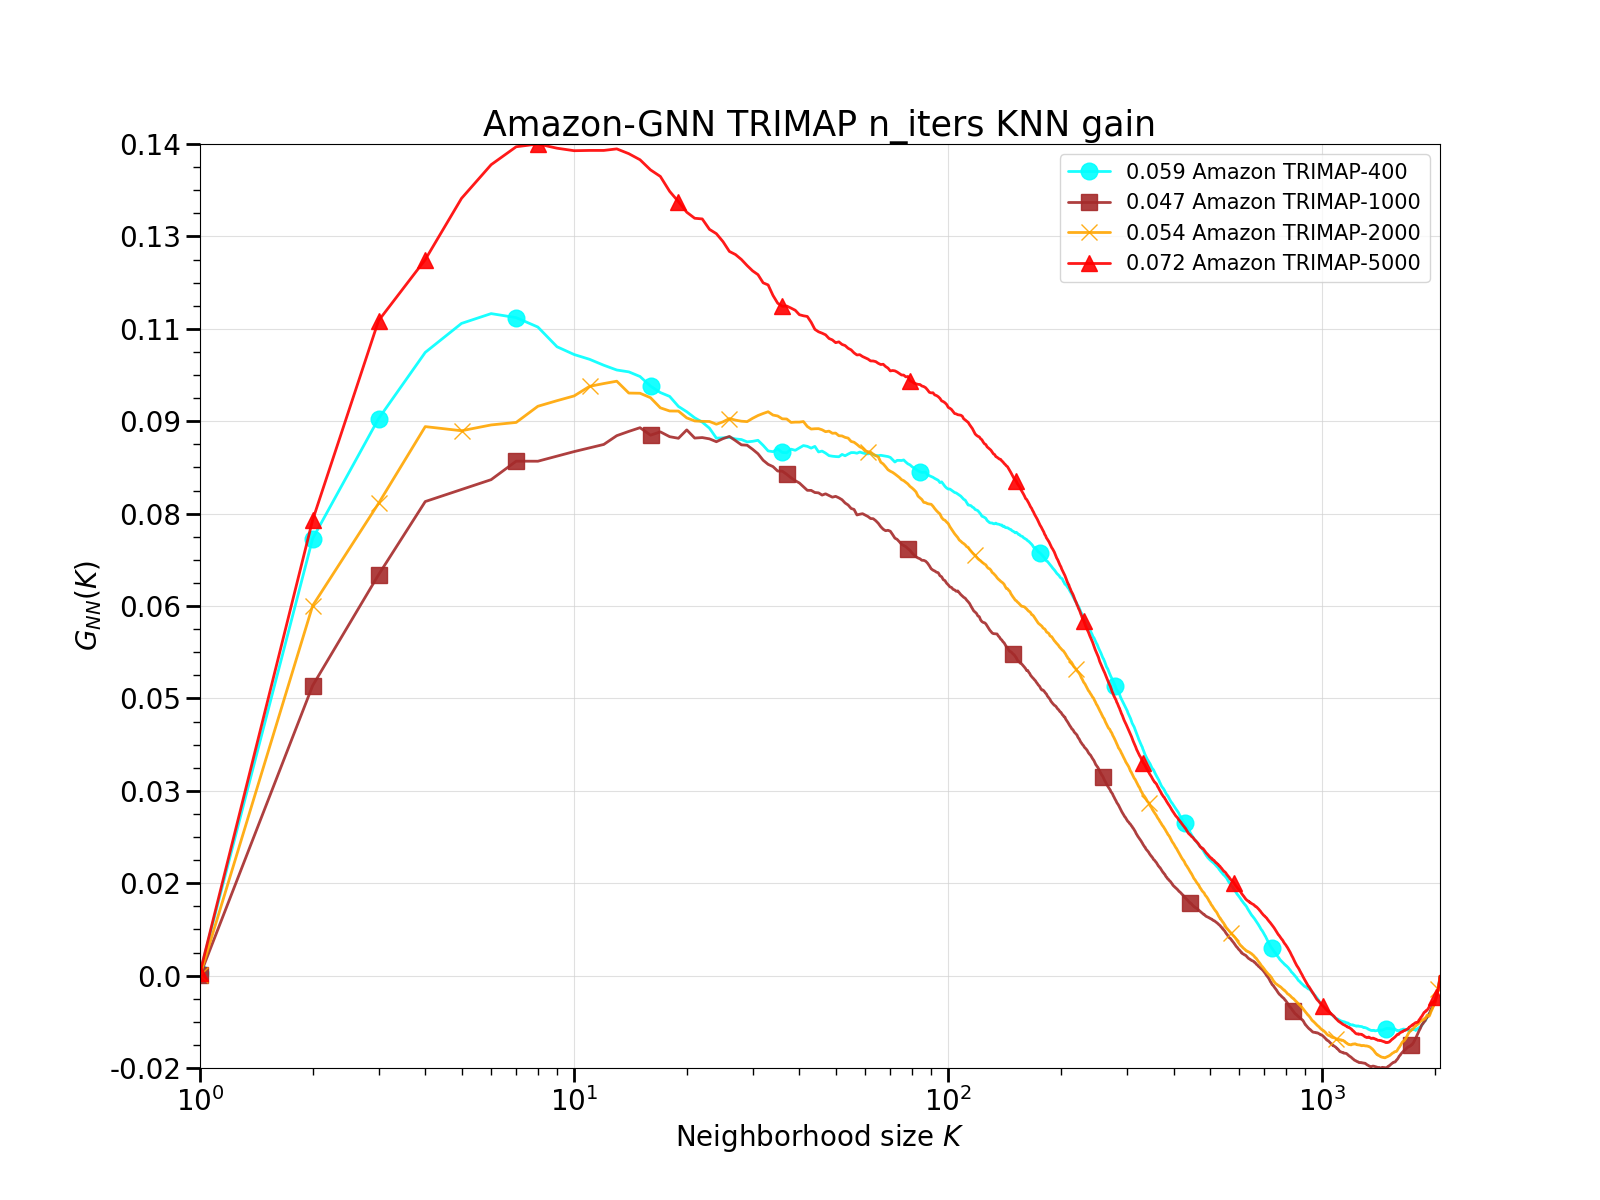 Amazon-GNN TRIMAP n_iters KNN gain
0.059 Amazon TRIMAP-400
0.047 Amazon TRIMAP-1000
0.054 Amazon TRIMAP-2000
0.072 Amazon TRIMAP-5000
0.14
0.13
0.11
0.09
0.08
0.06
0.05
0.03
0.02
0.0
-0.02
G_{NN}(K)
10^0 10^1 10^2 10^3
Neighborhood size K